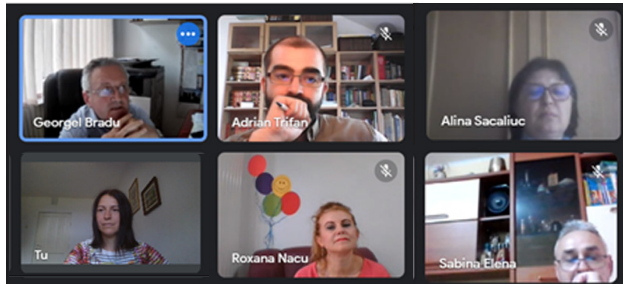 Georgel Bradu
Adrian Trifan
Alina Sacaliuc
Tu
Roxana Nacu
Sabina Elena